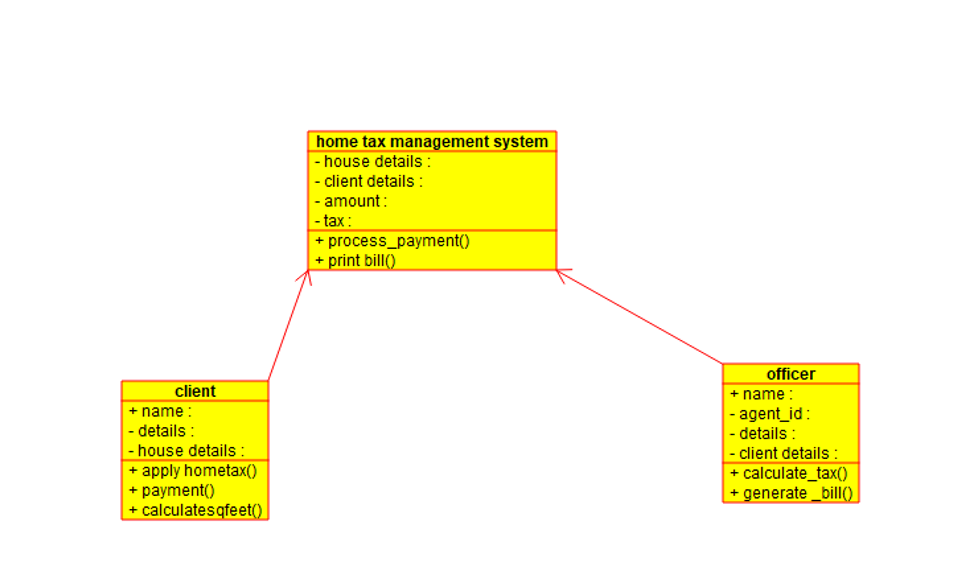 home tax management system
- house details :
- client details :
- amount :
- tax :
+ process_payment()
+ print bill()
client
+ name :
- details :
- house details :
+ apply hometax()
+ payment()
+ calculatesqfeet()
officer
+ name :
- agent_id :
- details :
- client details :
+ calculate_tax()
+ generate _bill()